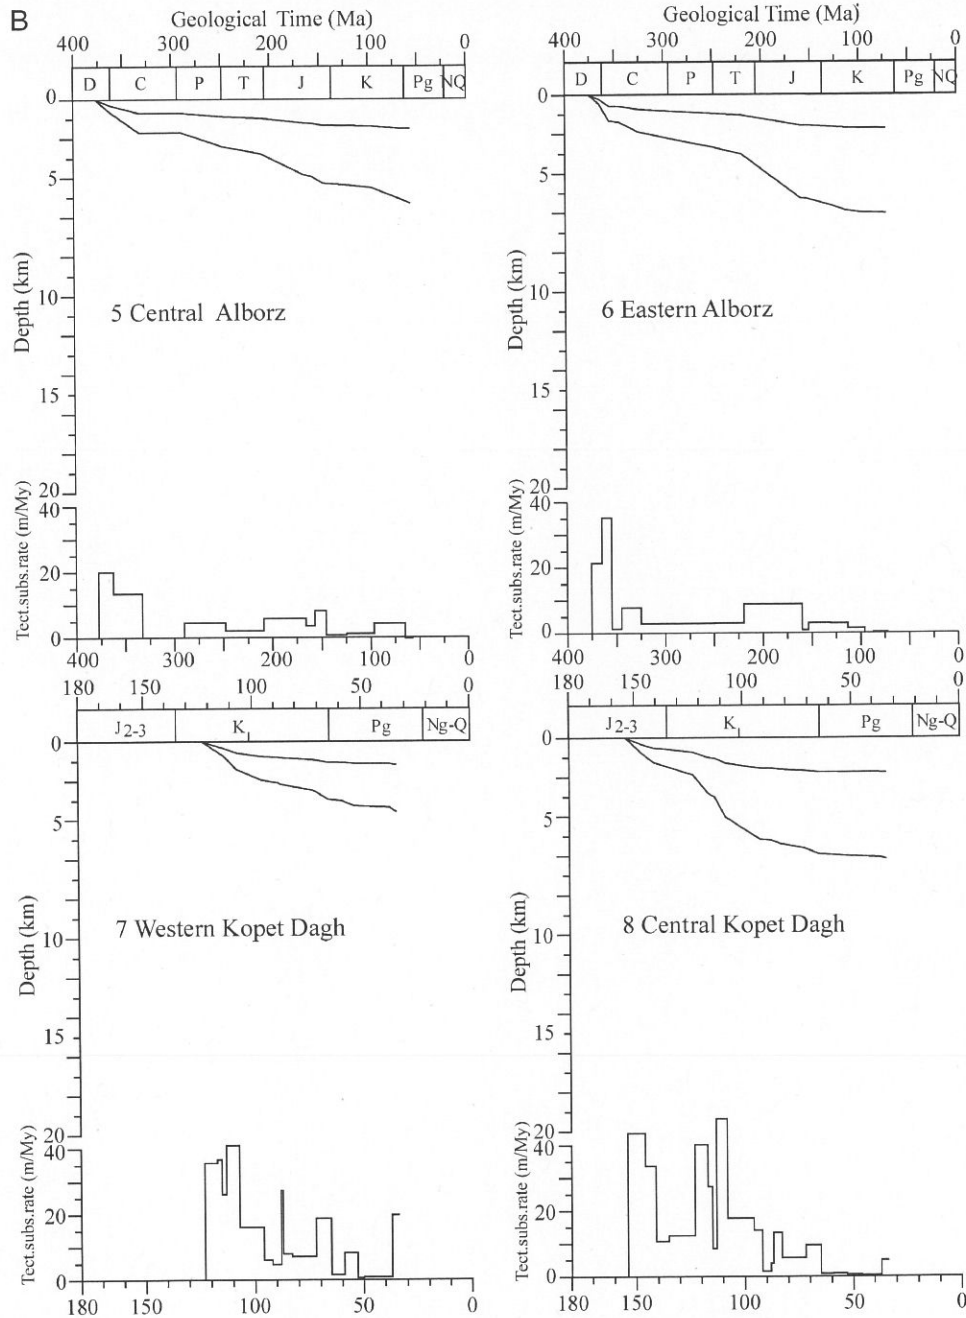 B
Geological Time (Ma)
400 300 200 100 0
D C P T J K Pg NQ
0
5
10
15
20
Depth (km)
5 Central Alborz
Tect.subs.rate (m/My)
40
20
0
400 300 200 100 0
Geological Time (Ma)
400 300 200 100 0
D C P T J K Pg NQ
0
5
10
15
20
Depth (km)
6 Eastern Alborz
Tect.subs.rate (m/My)
40
20
0
400 300 200 100 0
180 150 100 50 0
J2-3 K Pg Ng-Q
0
5
10
15
20
Depth (km)
7 Western Kopet Dagh
Tect.subs.rate (m/My)
40
20
0
180 150 100 50 0
180 150 100 50 0
J2-3 K Pg Ng-Q
0
5
10
15
20
Depth (km)
8 Central Kopet Dagh
Tect.subs.rate (m/My)
40
20
0
180 150 100 50 0